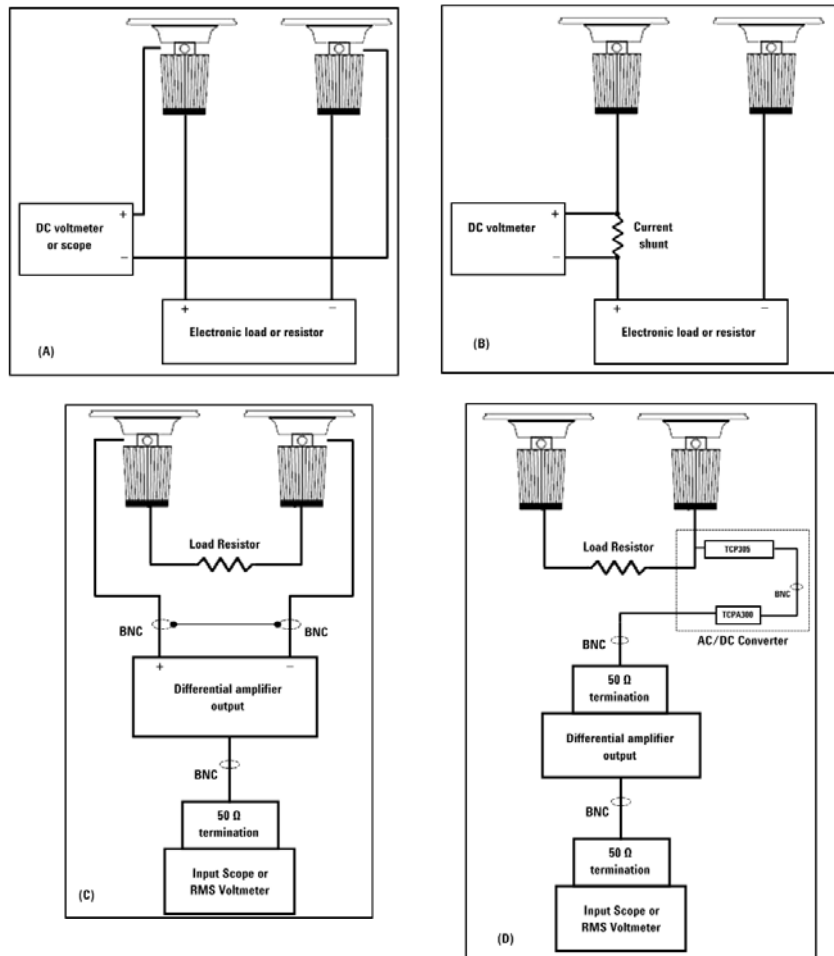 +
DC voltmeter
or scope
−
+
−
Electronic load or resistor
(A)
+
DC voltmeter
−
Current
shunt
+
−
Electronic load or resistor
(B)
Load Resistor
BNC
BNC
+
−
Differential amplifier
output
BNC
50 Ω
termination
Input Scope or
RMS Voltmeter
(C)
Load Resistor
TCP305
BNC
TCPA300
AC/DC Converter
BNC
50 Ω
termination
Differential amplifier
output
BNC
50 Ω
termination
Input Scope or
RMS Voltmeter
(D)